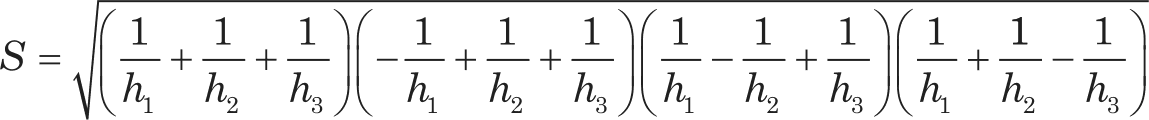 S = √((1/h₁ + 1/h₂ + 1/h₃)(−1/h₁ + 1/h₂ + 1/h₃)(1/h₁ − 1/h₂ + 1/h₃)(1/h₁ + 1/h₂ − 1/h₃))